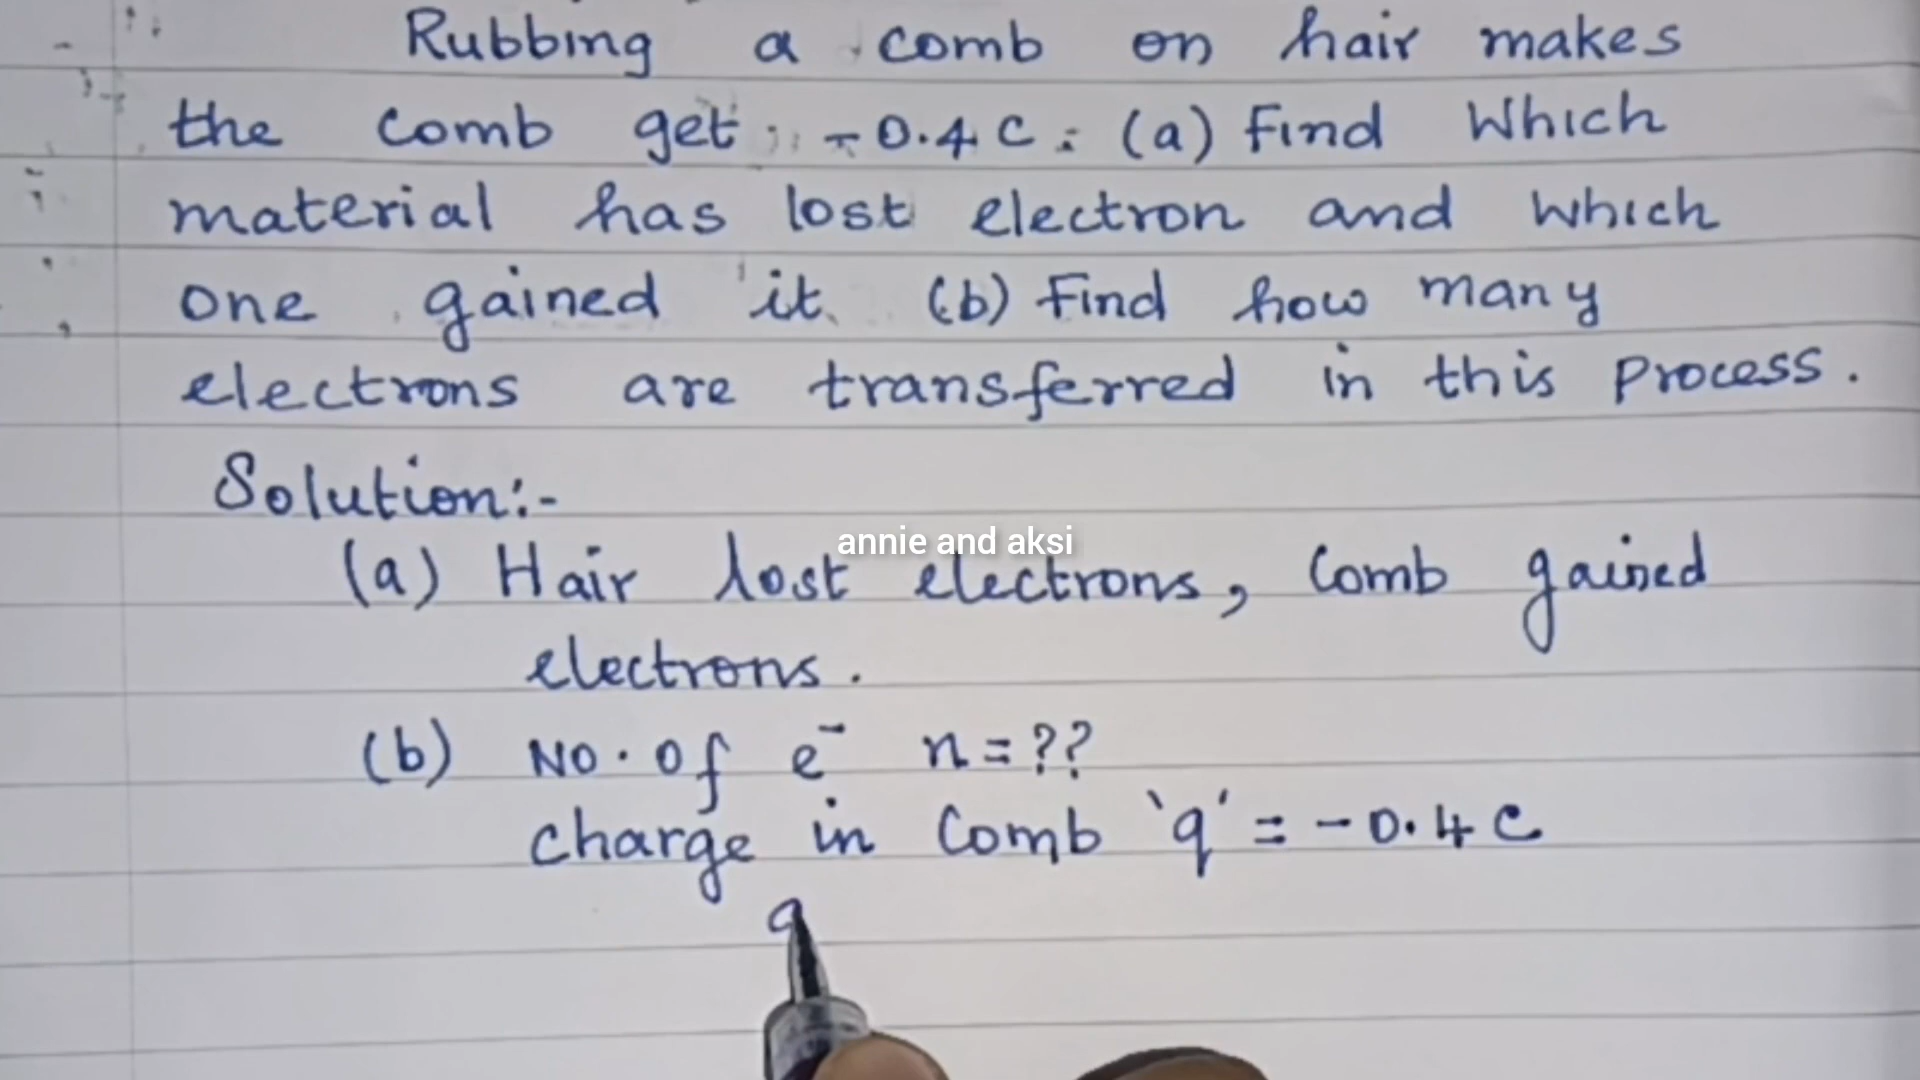 Rubbing a comb on hair makes
the comb get -0.4 C. (a) Find Which
material has lost electron and which
one gained it. (b) Find how many
electrons are transferred in this process.
Solution:-
annie and aksi
(a) Hair lost electrons, Comb gained
electrons.
(b) No. of e⁻ n = ??
charge in Comb 'q' = -0.4 C
q